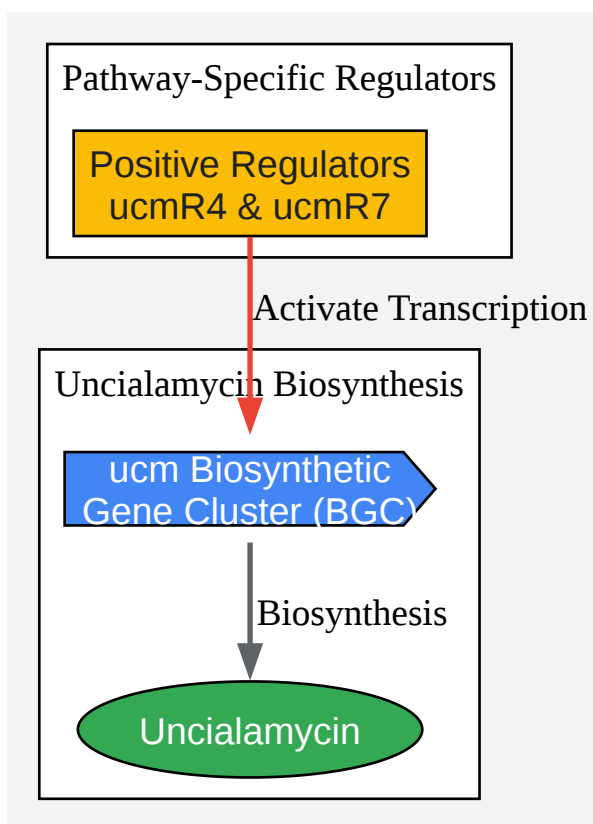 Pathway-Specific Regulators
Positive Regulators
ucmR4 & ucmR7
Activate Transcription
Uncialamycin Biosynthesis
ucm Biosynthetic
Gene Cluster (BGC)
Biosynthesis
Uncialamycin